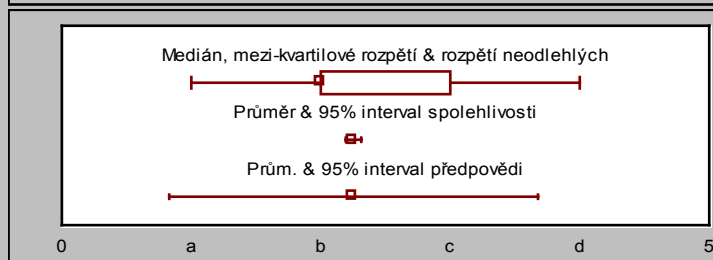 Medián, mezi-kvartilové rozpětí & rozpětí neodlehlých
Průměr & 95% interval spolehlivosti
Prům. & 95% interval předpovědi
0 a b c d 5